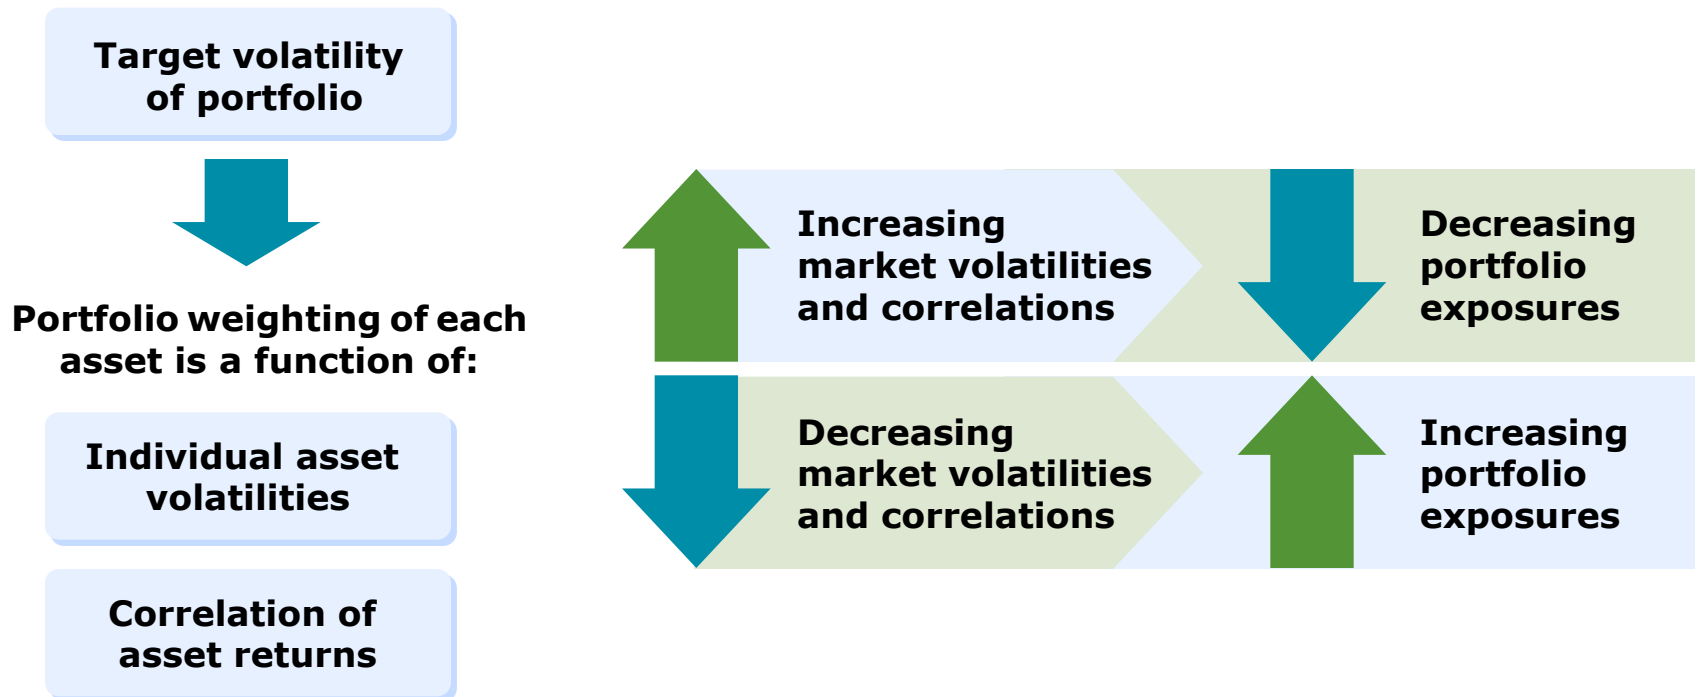 Target volatility
of portfolio
Portfolio weighting of each
asset is a function of:
Individual asset
volatilities
Correlation of
asset returns
Increasing
market volatilities
and correlations
Decreasing
portfolio
exposures
Decreasing
market volatilities
and correlations
Increasing
portfolio
exposures